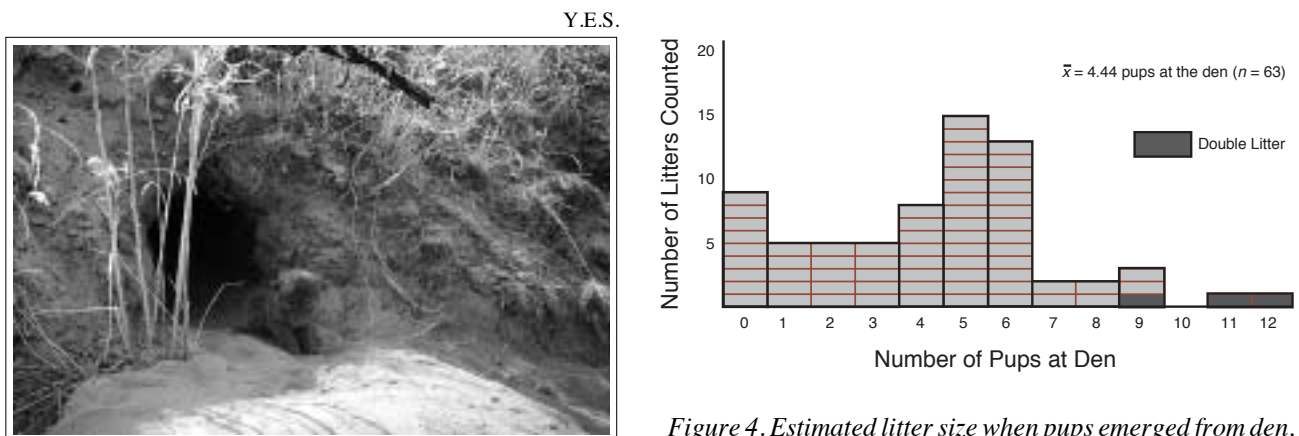 Y.E.S.
Number of Litters Counted
20
15
10
5
x̄ = 4.44 pups at the den (n = 63)
Double Litter
0 1 2 3 4 5 6 7 8 9 10 11 12
Number of Pups at Den
Figure 4. Estimated litter size when pups emerged from den.